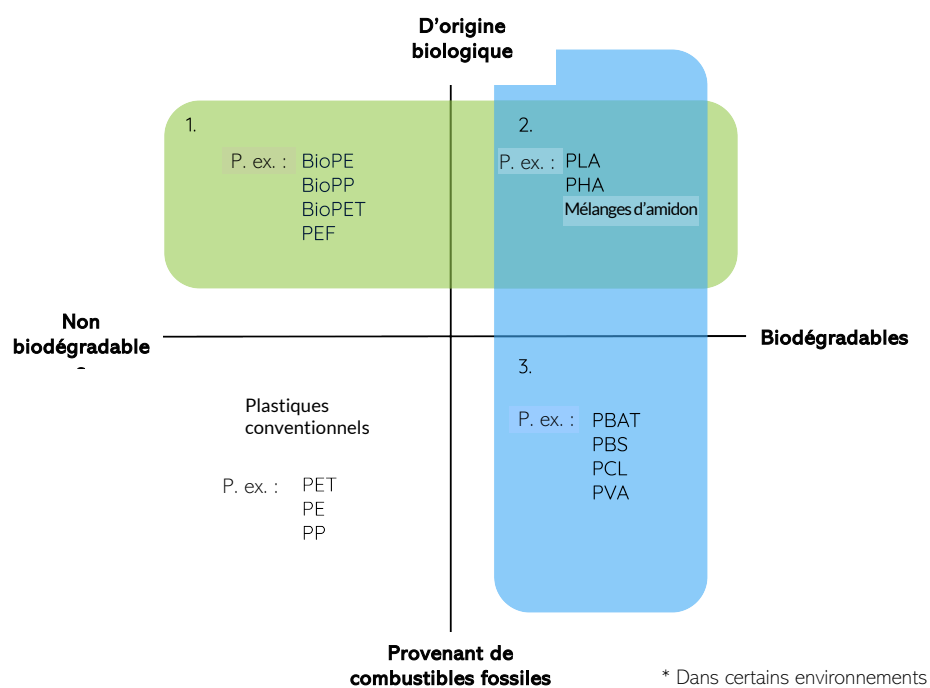 D'origine
biologique
1.
P. ex. : BioPE
BioPP
BioPET
PEF
2.
P. ex. : PLA
PHA
Mélanges d'amidon
Non
biodégradable
Biodégradables
Plastiques
conventionnels
P. ex. : PET
PE
PP
3.
P. ex. : PBAT
PBS
PCL
PVA
Provenant de
combustibles fossiles
* Dans certains environnements